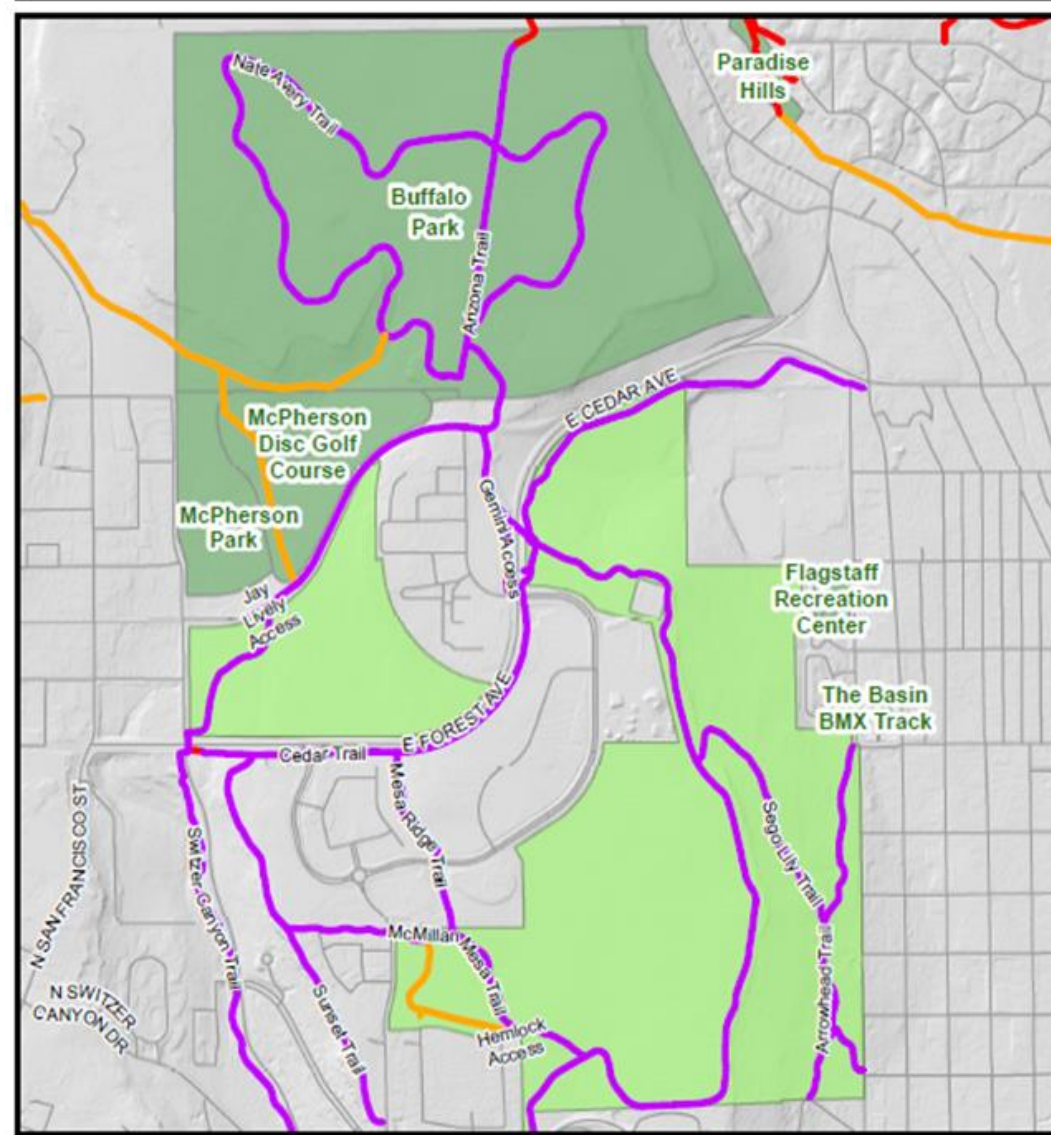 Paradise
Hills
Nate Avery Trail
Buffalo
Park
Arizona Trail
E CEDAR AVE
McPherson
Disc Golf
Course
McPherson
Park
Gemini Access
Jay
Lively
Access
Flagstaff
Recreation
Center
The Basin
BMX Track
E FOREST AVE
Cedar Trail
Mesa Ridge Trail
Sego Lily Trail
N SAN FRANCISCO ST
Switzer Canyon Trail
McMillan Mesa Trail
Arrowhead Trail
N SWITZER
CANYON DR
Sunset Trail
Hemlock
Access